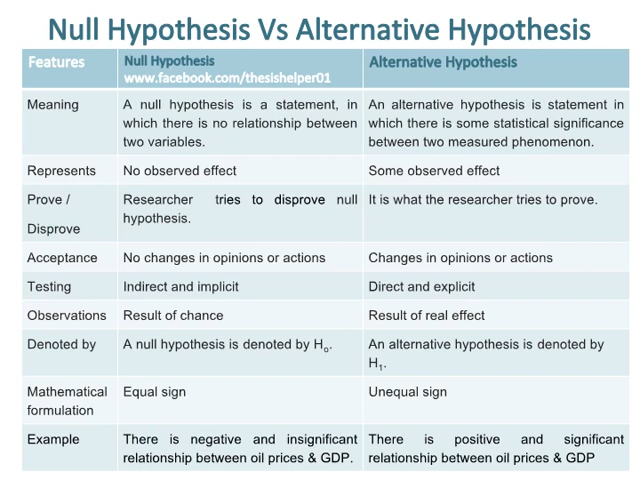 Null Hypothesis Vs Alternative Hypothesis
Features
Null Hypothesis
www.facebook.com/thesishelper01
Alternative Hypothesis
Meaning
A null hypothesis is a statement, in
which there is no relationship between
two variables.
An alternative hypothesis is statement in
which there is some statistical significance
between two measured phenomenon.
Represents
No observed effect
Some observed effect
Prove /
Disprove
Researcher tries to disprove null
hypothesis.
It is what the researcher tries to prove.
Acceptance
No changes in opinions or actions
Changes in opinions or actions
Testing
Indirect and implicit
Direct and explicit
Observations
Result of chance
Result of real effect
Denoted by
A null hypothesis is denoted by Ho.
An alternative hypothesis is denoted by
H1.
Mathematical
formulation
Equal sign
Unequal sign
Example
There is negative and insignificant
relationship between oil prices & GDP.
There is positive and significant
relationship between oil prices & GDP